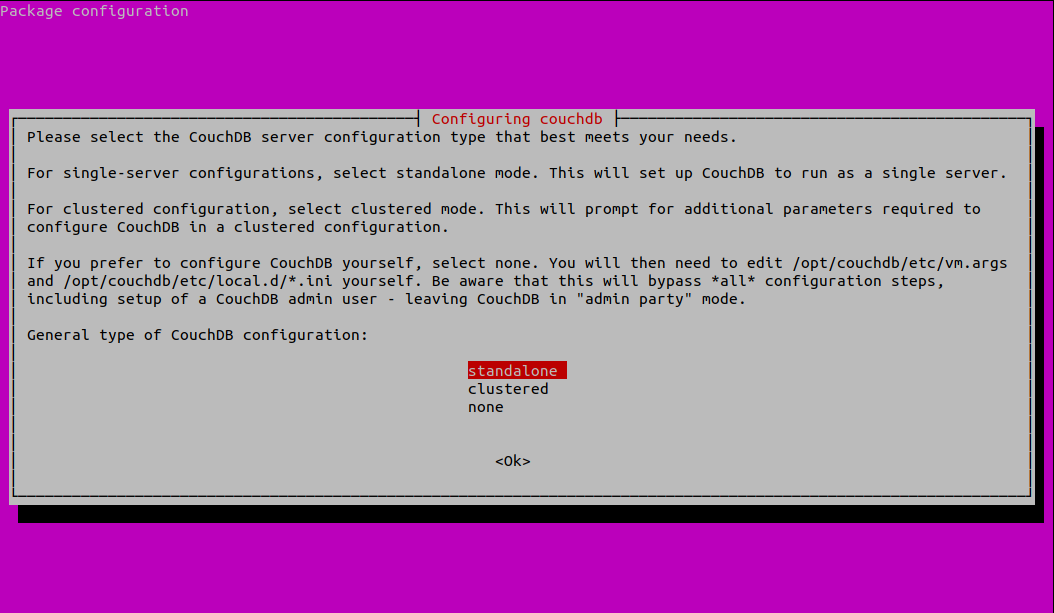 Package configuration
Configuring couchdb
Please select the CouchDB server configuration type that best meets your needs.
For single-server configurations, select standalone mode. This will set up CouchDB to run as a single server.
For clustered configuration, select clustered mode. This will prompt for additional parameters required to
configure CouchDB in a clustered configuration.
If you prefer to configure CouchDB yourself, select none. You will then need to edit /opt/couchdb/etc/vm.args
and /opt/couchdb/etc/local.d/*.ini yourself. Be aware that this will bypass *all* configuration steps,
including setup of a CouchDB admin user - leaving CouchDB in "admin party" mode.
General type of CouchDB configuration:
standalone
clustered
none
<Ok>